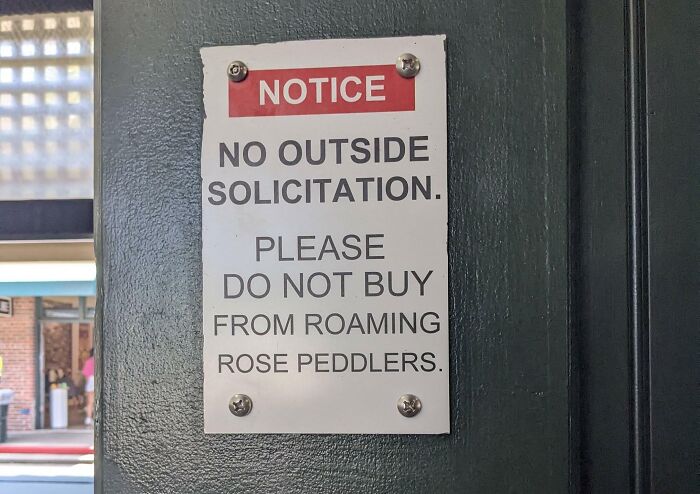 NOTICE
NO OUTSIDE
SOLICITATION.
PLEASE
DO NOT BUY
FROM ROAMING
ROSE PEDDLERS.